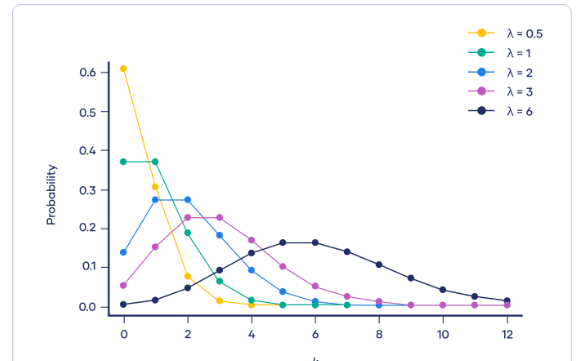 λ = 0.5
λ = 1
λ = 2
λ = 3
λ = 6
0.6
0.5
0.4
0.3
0.2
0.1
0.0
Probability
0 2 4 6 8 10 12